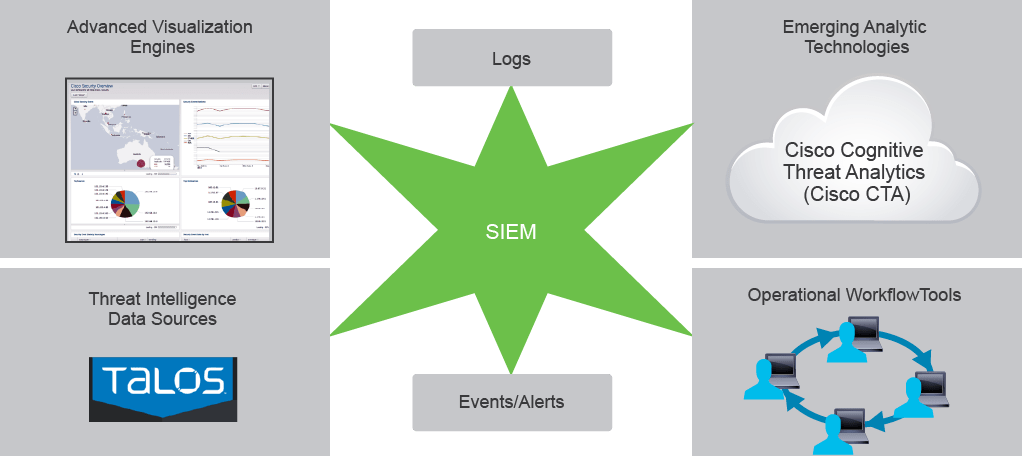 Advanced Visualization
Engines
Cisco Security Overview
Logs
Emerging Analytic
Technologies
Cisco Cognitive
Threat Analytics
(Cisco CTA)
SIEM
Threat Intelligence
Data Sources
TALOS
Events/Alerts
Operational WorkflowTools